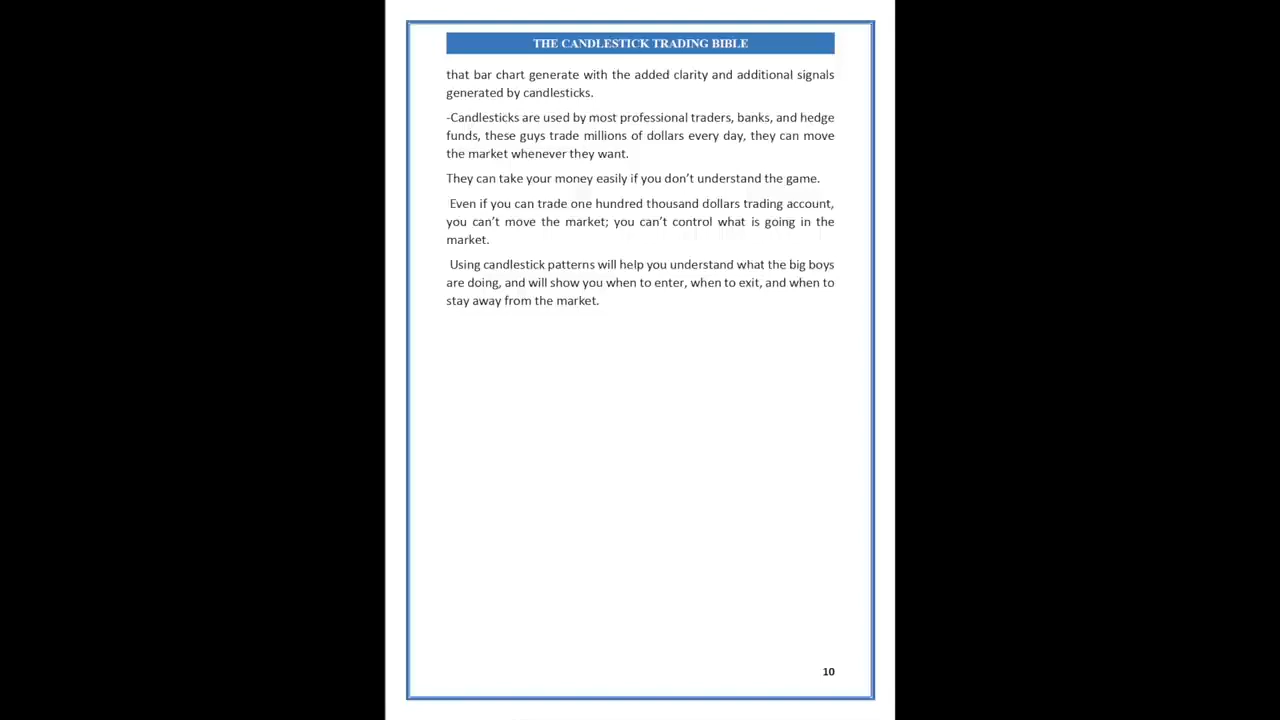 THE CANDLESTICK TRADING BIBLE
that bar chart generate with the added clarity and additional signals
generated by candlesticks.
-Candlesticks are used by most professional traders, banks, and hedge
funds, these guys trade millions of dollars every day, they can move
the market whenever they want.
They can take your money easily if you don’t understand the game.
Even if you can trade one hundred thousand dollars trading account,
you can’t move the market; you can’t control what is going in the
market.
Using candlestick patterns will help you understand what the big boys
are doing, and will show you when to enter, when to exit, and when to
stay away from the market.
10